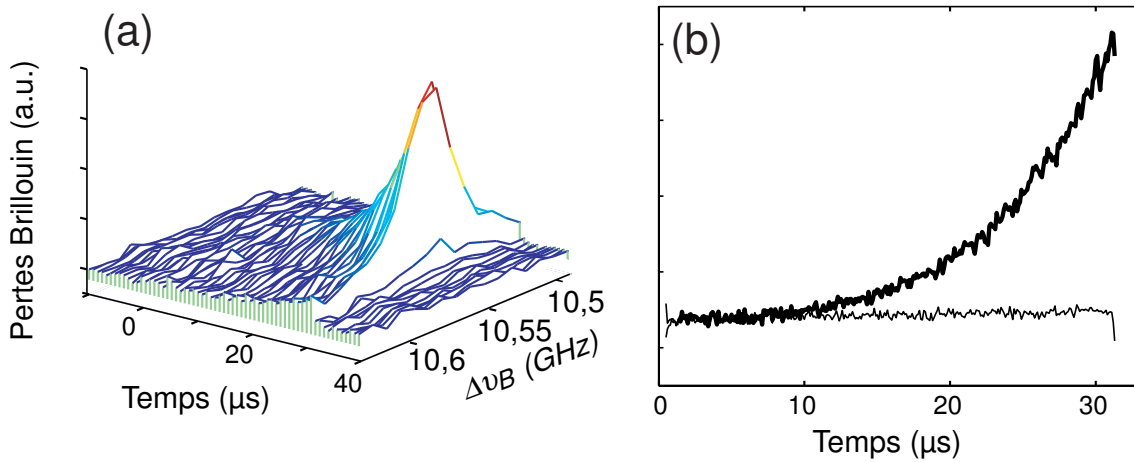 (a)
Pertes Brillouin (a.u.)
0
20
40
Temps (μs)
10,6
10,55
10,5
ΔυB (GHz)
(b)
0
10
20
30
Temps (μs)